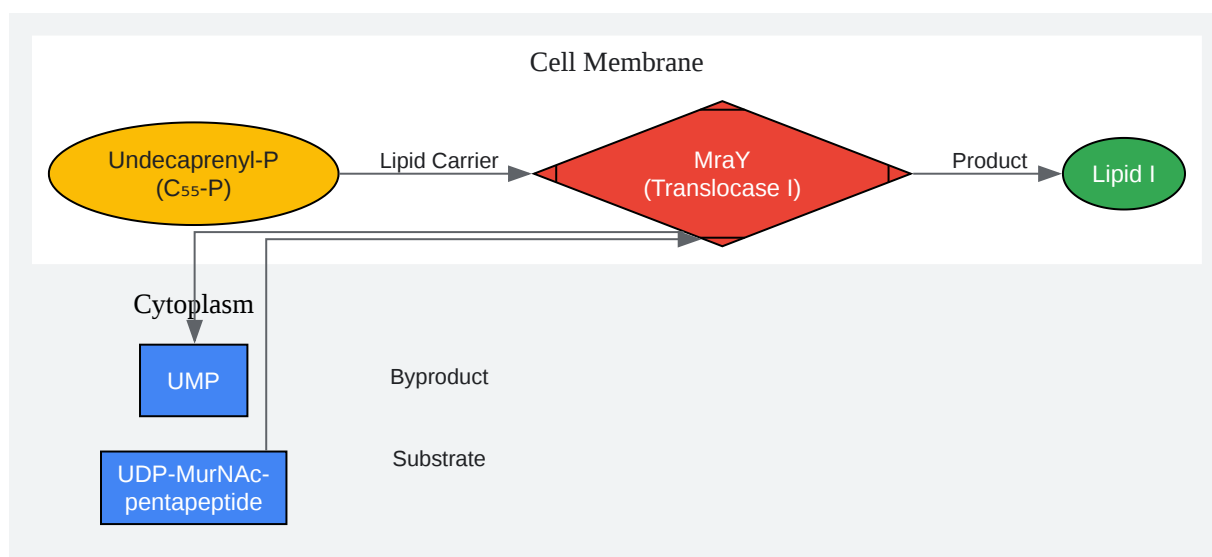 Cell Membrane
Undecaprenyl-P
(C₅₅-P)
Lipid Carrier
MraY
(Translocase I)
Product
Lipid I
Cytoplasm
UMP
Byproduct
UDP-MurNAc-
pentapeptide
Substrate